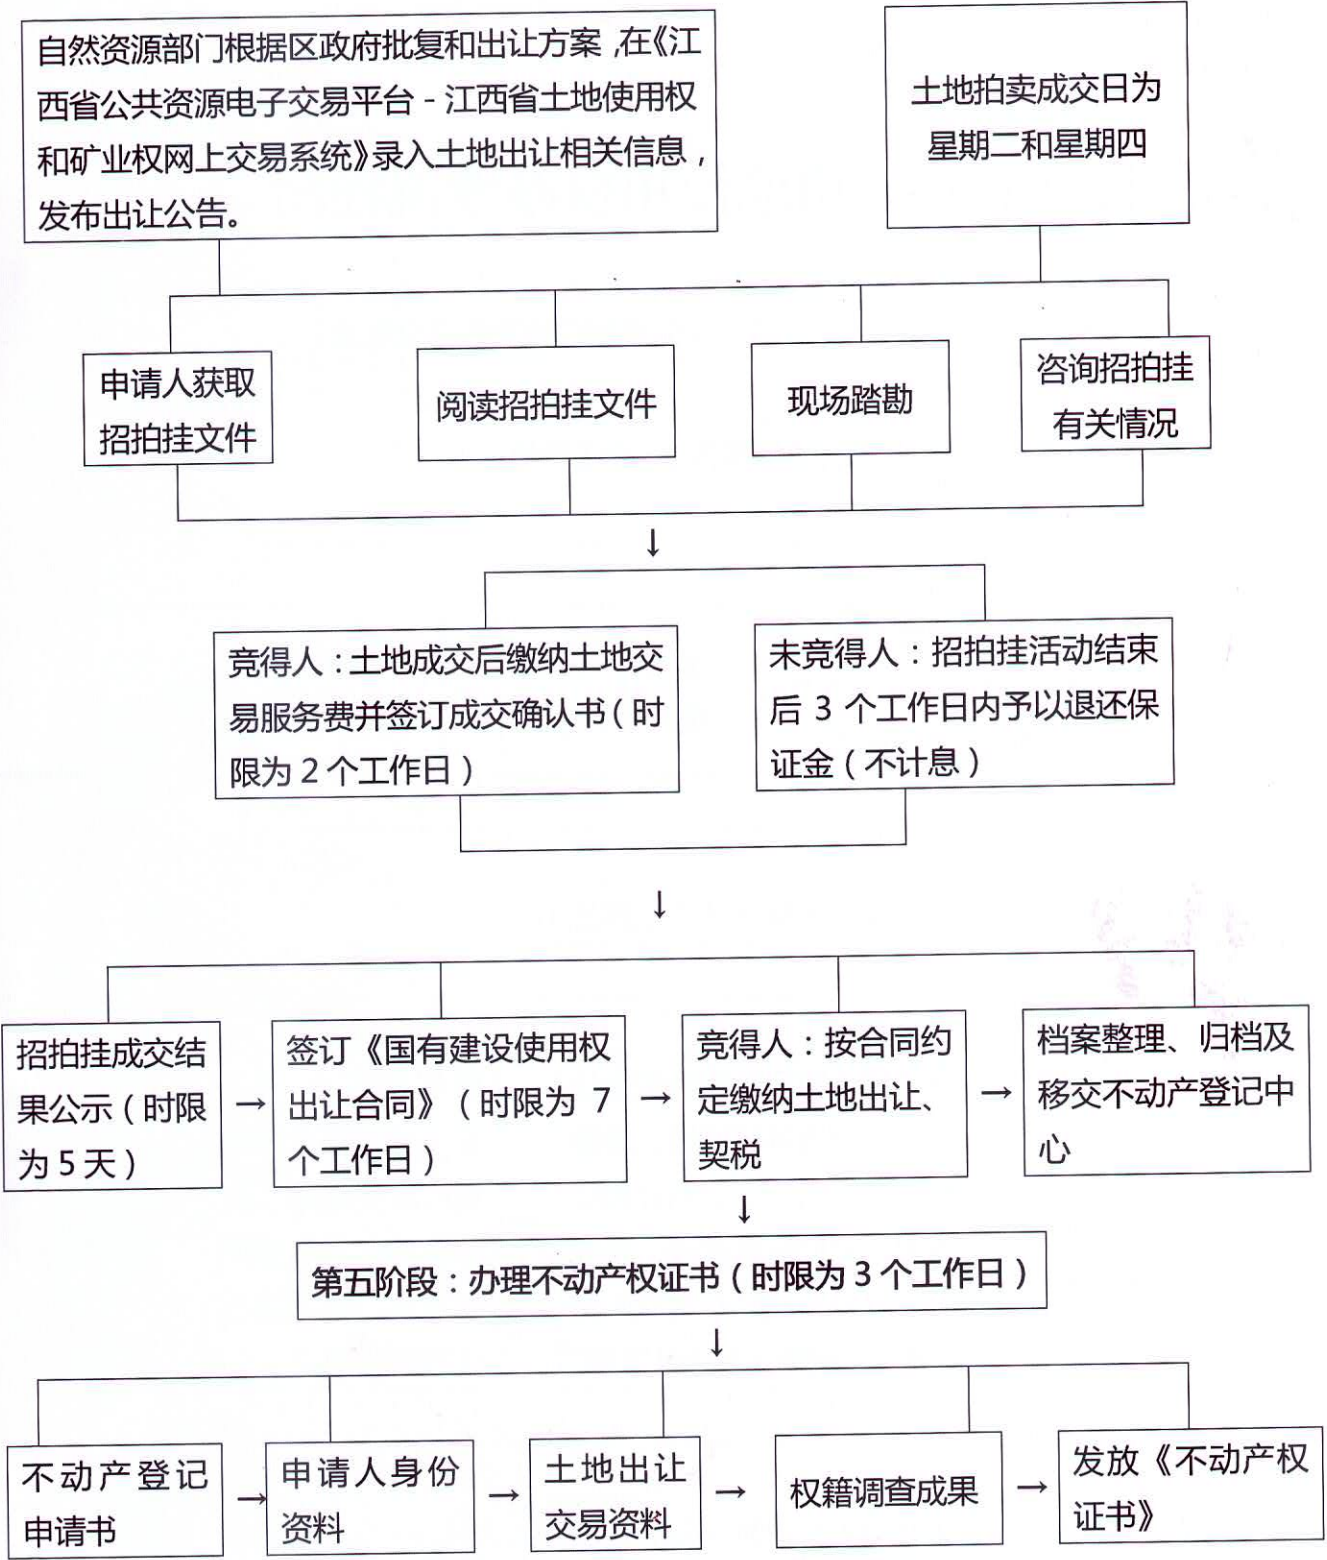 自然资源部门根据区政府批复和出让方案,在《江
西省公共资源电子交易平台－江西省土地使用权
和矿业权网上交易系统》录入土地出让相关信息，
发布出让公告。
土地拍卖成交日为
星期二和星期四
申请人获取
招拍挂文件
阅读招拍挂文件
现场踏勘
咨询招拍挂
有关情况
↓
竞得人：土地成交后缴纳土地交
易服务费并签订成交确认书（时
限为2个工作日）
未竞得人：招拍挂活动结束
后3个工作日内予以退还保
证金（不计息）
↓
招拍挂成交结
果公示（时限
为5天）
→
签订《国有建设使用权
出让合同》（时限为7
个工作日）
→
竞得人：按合同约
定缴纳土地出让、
契税
→
档案整理、归档及
移交不动产登记中
心
↓
第五阶段：办理不动产权证书（时限为3个工作日）
↓
不动产登记
申请书
→
申请人身份
资料
→
土地出让
交易资料
→
权籍调查成果
→
发放《不动产权
证书》